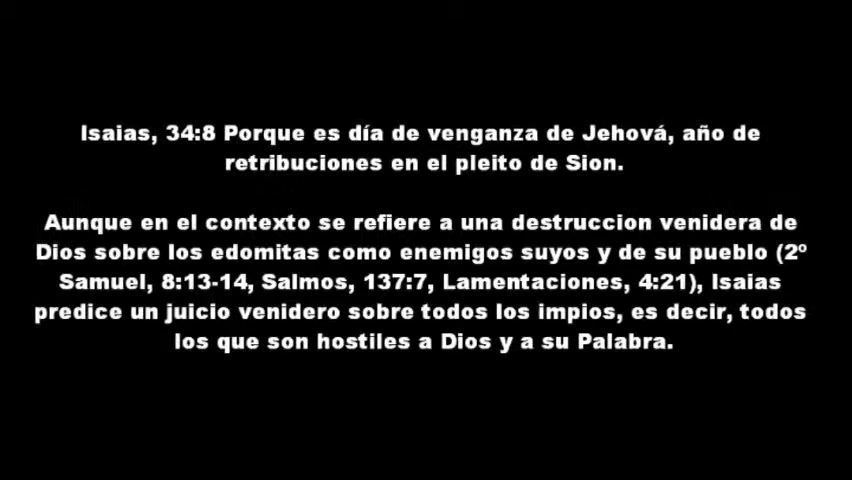 Isaias, 34:8 Porque es día de venganza de Jehová, año de
retribuciones en el pleito de Sion.
Aunque en el contexto se refiere a una destruccion venidera de
Dios sobre los edomitas como enemigos suyos y de su pueblo (2º
Samuel, 8:13-14, Salmos, 137:7, Lamentaciones, 4:21), Isaias
predice un juicio venidero sobre todos los impios, es decir, todos
los que son hostiles a Dios y a su Palabra.